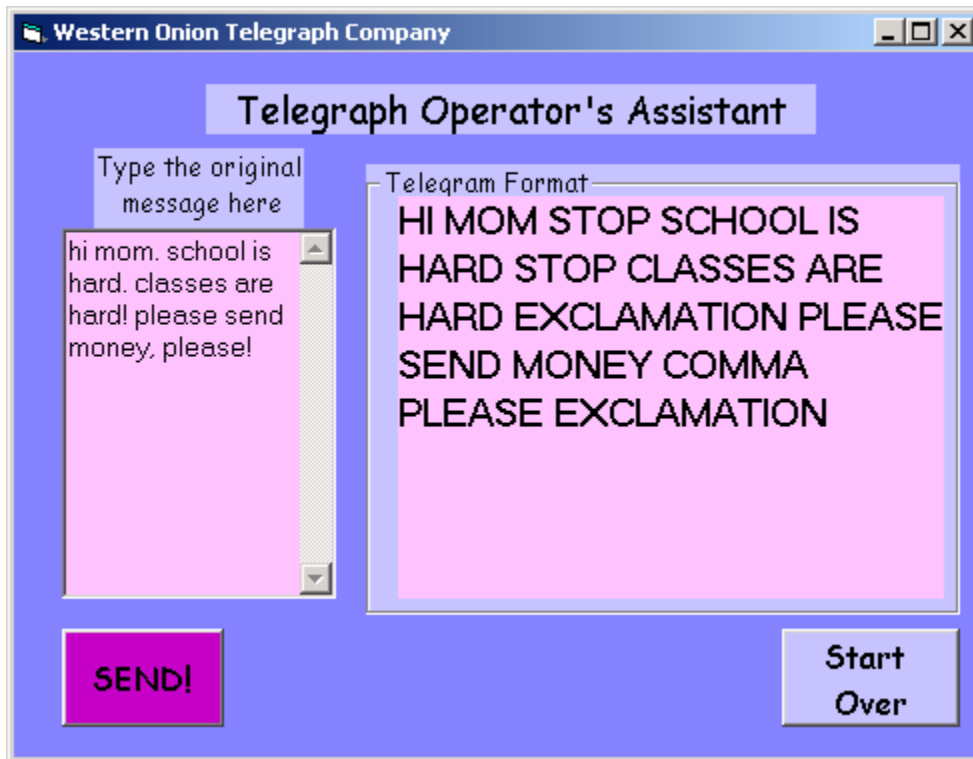 Western Onion Telegraph Company
Telegraph Operator's Assistant
Type the original
message here
hi mom. school is
hard. classes are
hard! please send
money, please!
Telegram Format
HI MOM STOP SCHOOL IS
HARD STOP CLASSES ARE
HARD EXCLAMATION PLEASE
SEND MONEY COMMA
PLEASE EXCLAMATION
SEND!
Start
Over